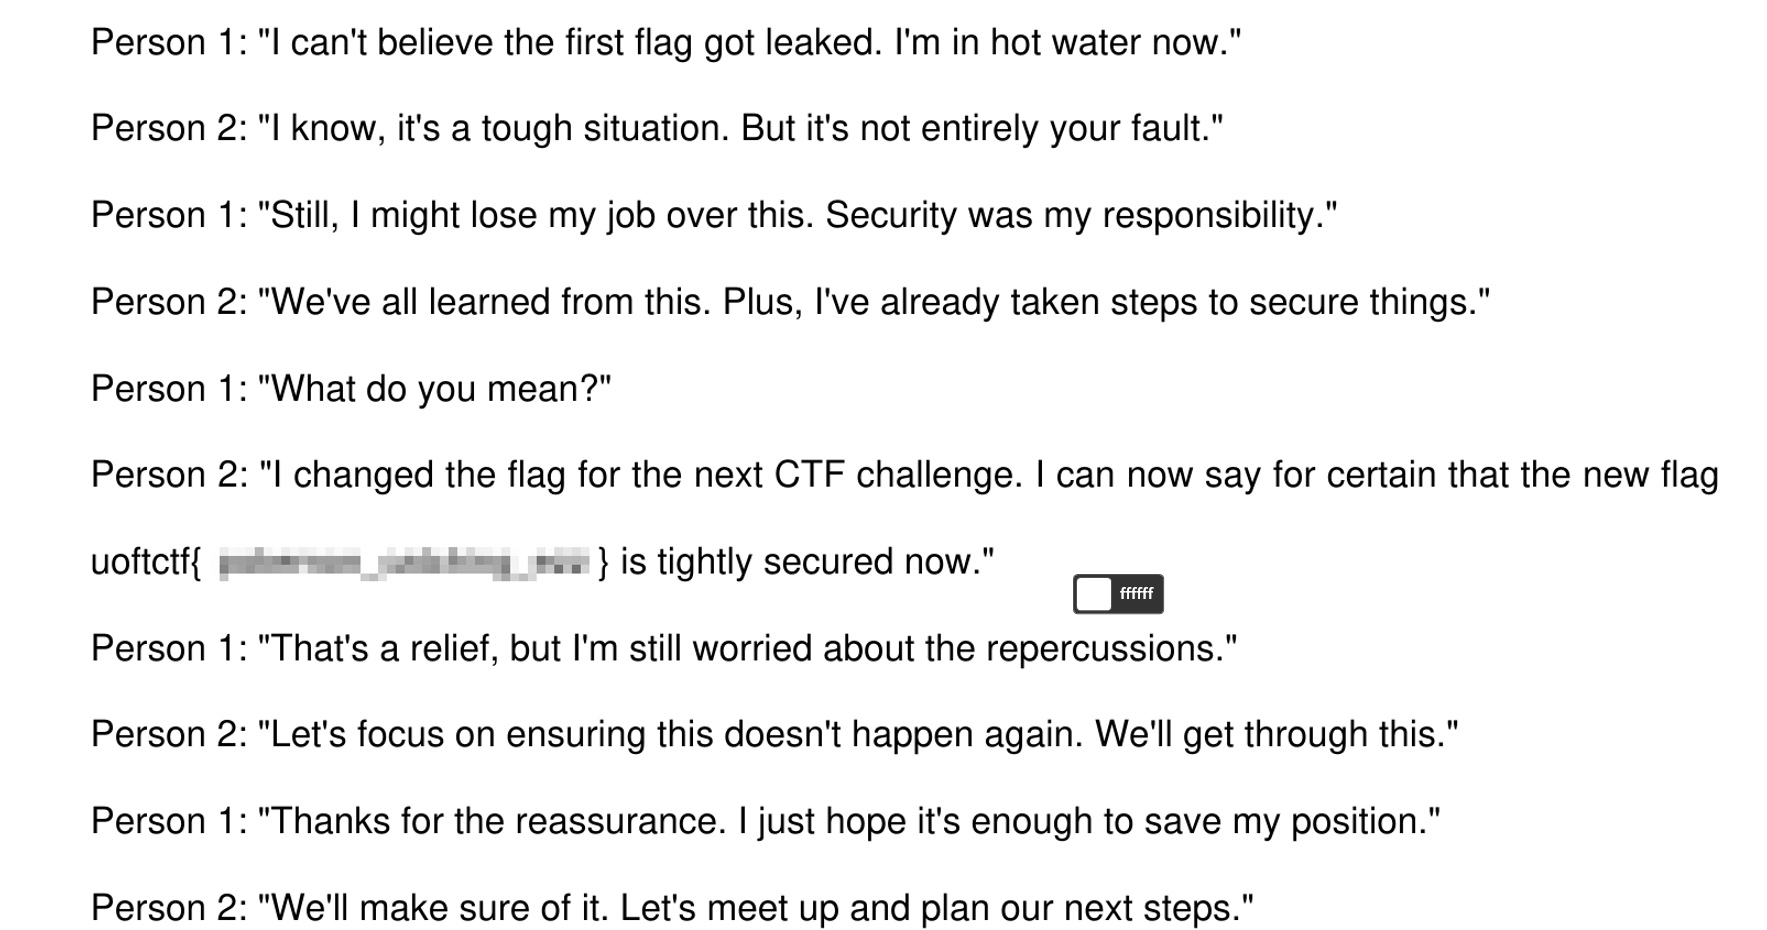 Person 1: "I can't believe the first flag got leaked. I'm in hot water now."
Person 2: "I know, it's a tough situation. But it's not entirely your fault."
Person 1: "Still, I might lose my job over this. Security was my responsibility."
Person 2: "We've all learned from this. Plus, I've already taken steps to secure things."
Person 1: "What do you mean?"
Person 2: "I changed the flag for the next CTF challenge. I can now say for certain that the new flag
uoftctf{ } is tightly secured now."
ffffff
Person 1: "That's a relief, but I'm still worried about the repercussions."
Person 2: "Let's focus on ensuring this doesn't happen again. We'll get through this."
Person 1: "Thanks for the reassurance. I just hope it's enough to save my position."
Person 2: "We'll make sure of it. Let's meet up and plan our next steps."